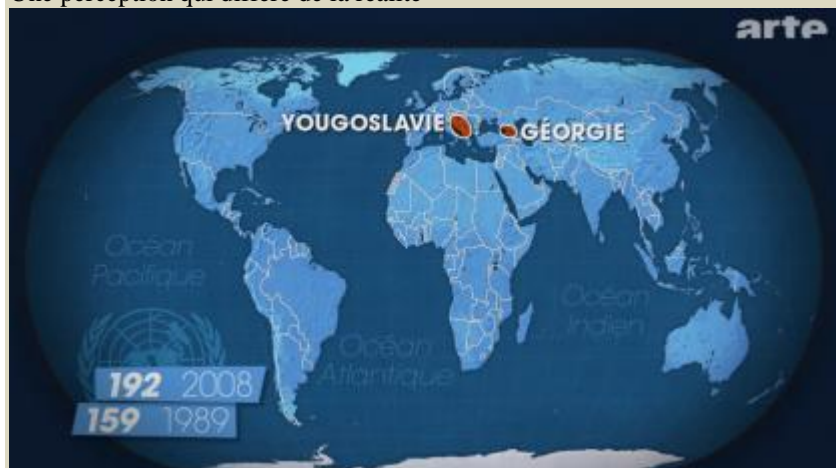 Une perception qui diffère de la réalité
arte
YOUGOSLAVIE
GÉORGIE
Océan
Pacifique
Océan
Indien
Océan
Atlantique
192 2008
159 1989